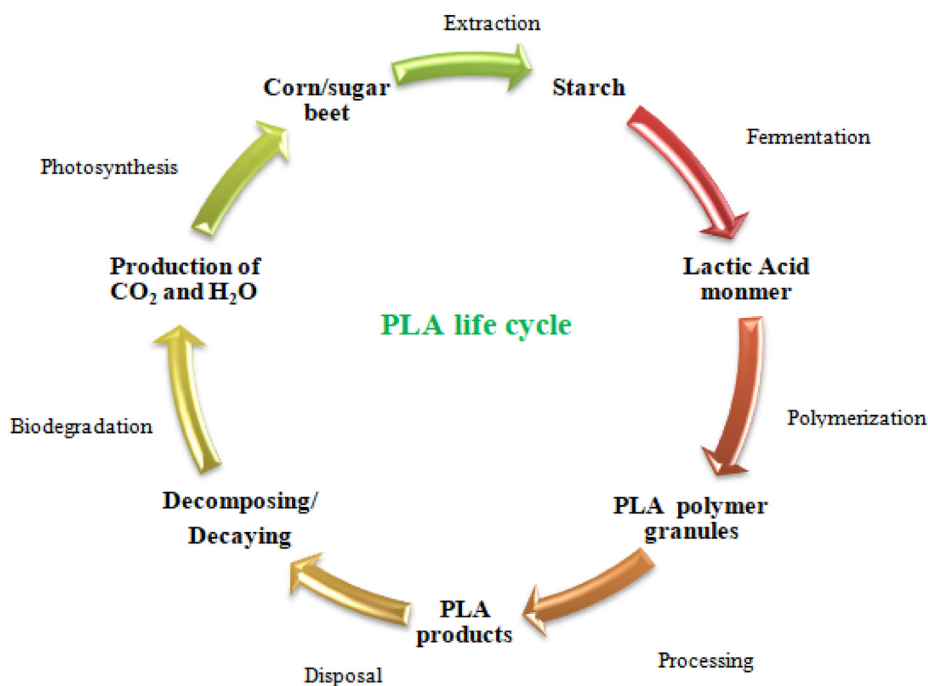 Extraction
Corn/sugar
beet
Starch
Fermentation
Photosynthesis
Production of
CO₂ and H₂O
Lactic Acid
monmer
PLA life cycle
Biodegradation
Polymerization
Decomposing/
Decaying
PLA polymer
granules
PLA
products
Disposal
Processing